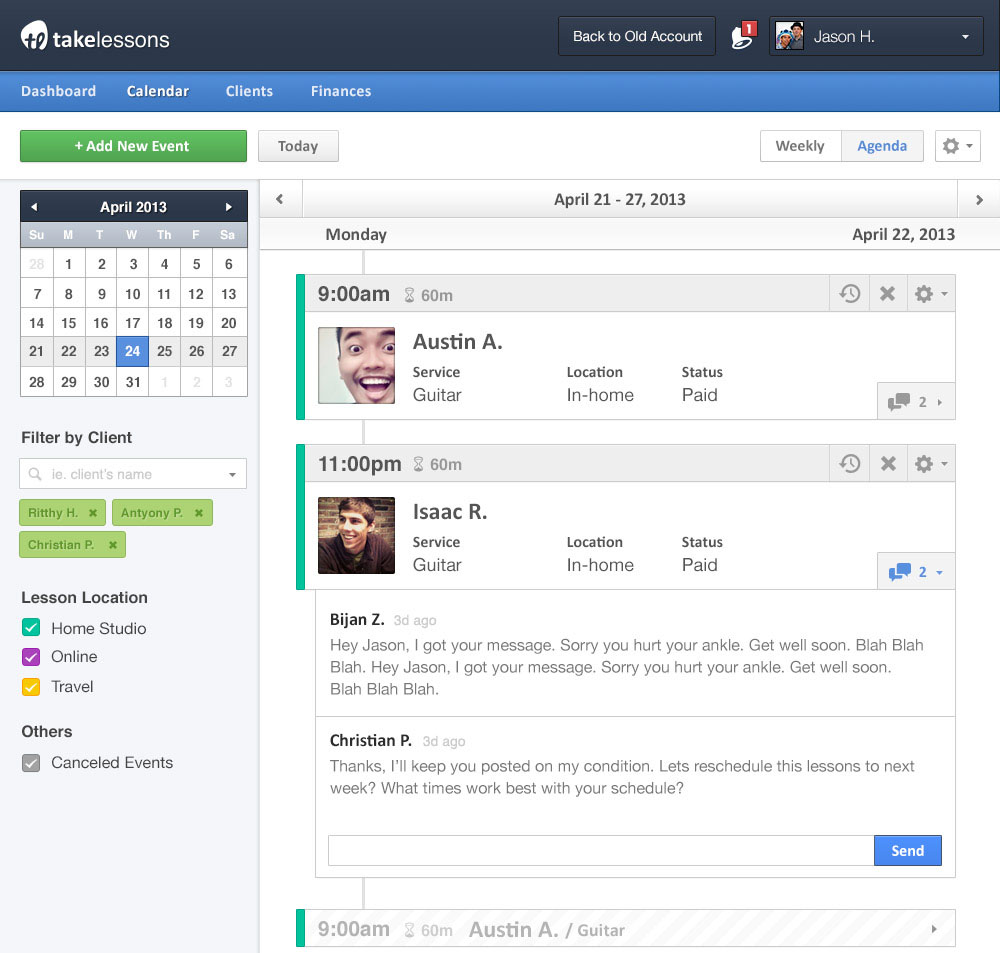 takelessons
Back to Old Account
1
Jason H.
Dashboard Calendar Clients Finances
+ Add New Event
Today
Weekly Agenda
April 2013
Su M T W Th F Sa
28 1 2 3 4 5 6
7 8 9 10 11 12 13
14 15 16 17 18 19 20
21 22 23 24 25 26 27
28 29 30 31 1 2 3
Filter by Client
ie. client's name
Ritthy H. ×
Antyony P. ×
Christian P. ×
Lesson Location
Home Studio
Online
Travel
Others
Canceled Events
April 21 - 27, 2013
Monday April 22, 2013
9:00am 60m
Austin A.
Service Location Status
Guitar In-home Paid
2
11:00pm 60m
Isaac R.
Service Location Status
Guitar In-home Paid
2
Bijan Z. 3d ago
Hey Jason, I got your message. Sorry you hurt your ankle. Get well soon. Blah Blah
Blah. Hey Jason, I got your message. Sorry you hurt your ankle. Get well soon.
Blah Blah Blah.
Christian P. 3d ago
Thanks, I'll keep you posted on my condition. Lets reschedule this lessons to next
week? What times work best with your schedule?
Send
9:00am 60m Austin A. / Guitar